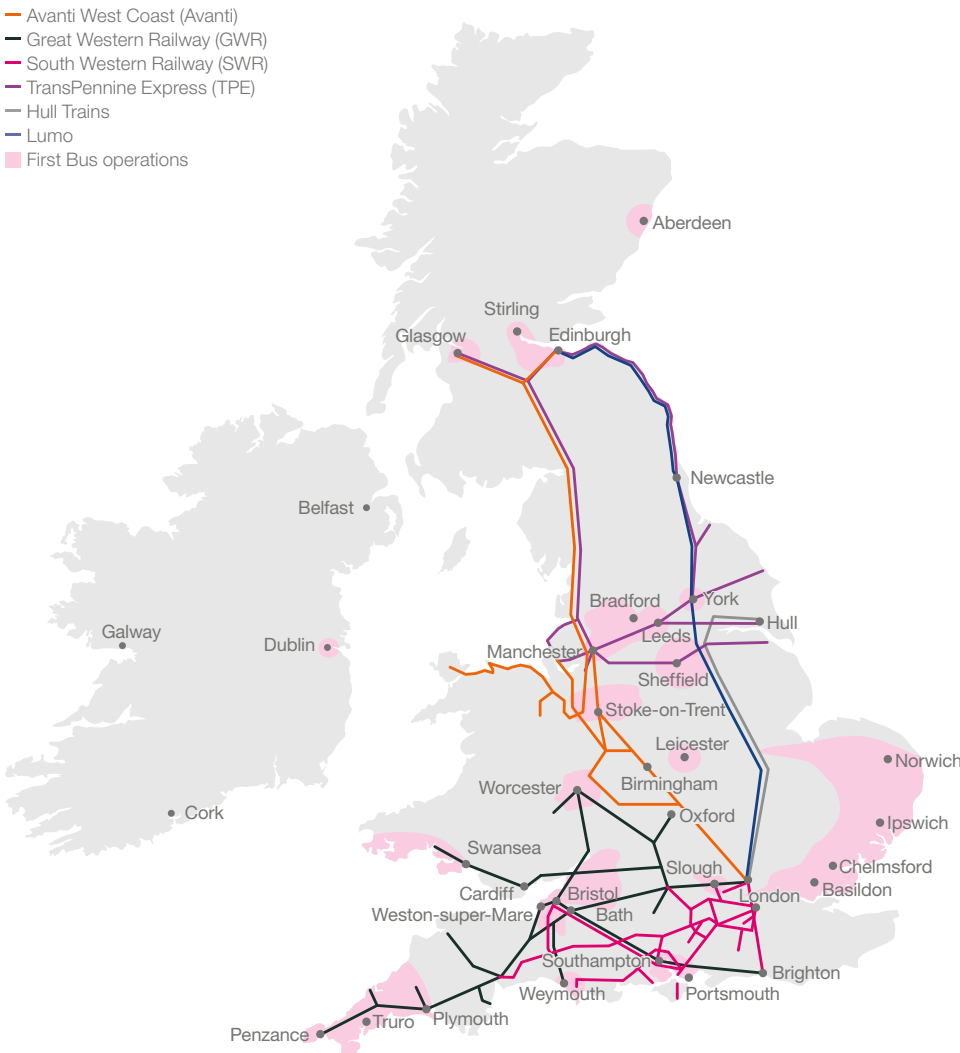 Avanti West Coast (Avanti)
Great Western Railway (GWR)
South Western Railway (SWR)
TransPennine Express (TPE)
Hull Trains
Lumo
First Bus operations
Aberdeen
Stirling
Glasgow
Edinburgh
Newcastle
Belfast
Bradford
York
Galway
Hull
Dublin
Leeds
Manchester
Sheffield
Stoke-on-Trent
Leicester
Norwich
Birmingham
Worcester
Cork
Oxford
Ipswich
Swansea
Slough
Chelmsford
Cardiff
Bristol
London
Basildon
Weston-super-Mare
Bath
Southampton
Brighton
Weymouth
Portsmouth
Truro
Plymouth
Penzance